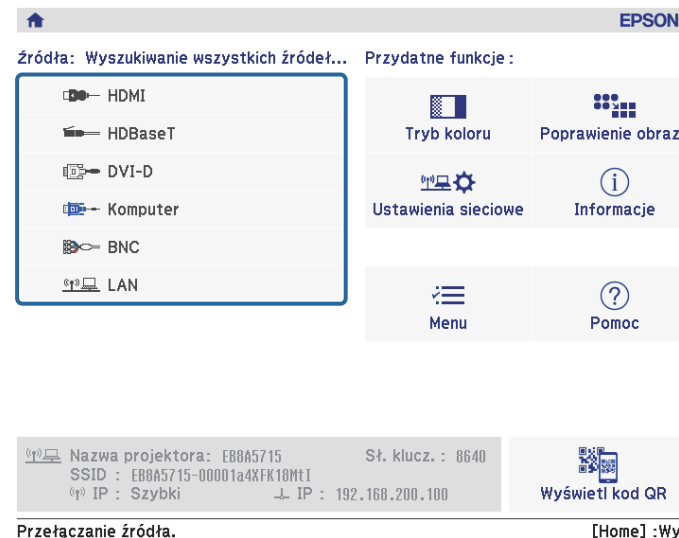 EPSON
Źródła: Wyszukiwanie wszystkich źródeł...
Przydatne funkcje :
HDMI
HDBaseT
DVI-D
Komputer
BNC
LAN
Tryb koloru
Poprawienie obraz
Ustawienia sieciowe
Informacje
Menu
Pomoc
Nazwa projektora: EB8A5715 Sł. klucz. : 8640
SSID : EB8A5715-00001a4XFK18MtI
IP : Szybki IP : 192.168.200.100
Wyświetl kod QR
Przełączanie źródła. [Home] :Wy